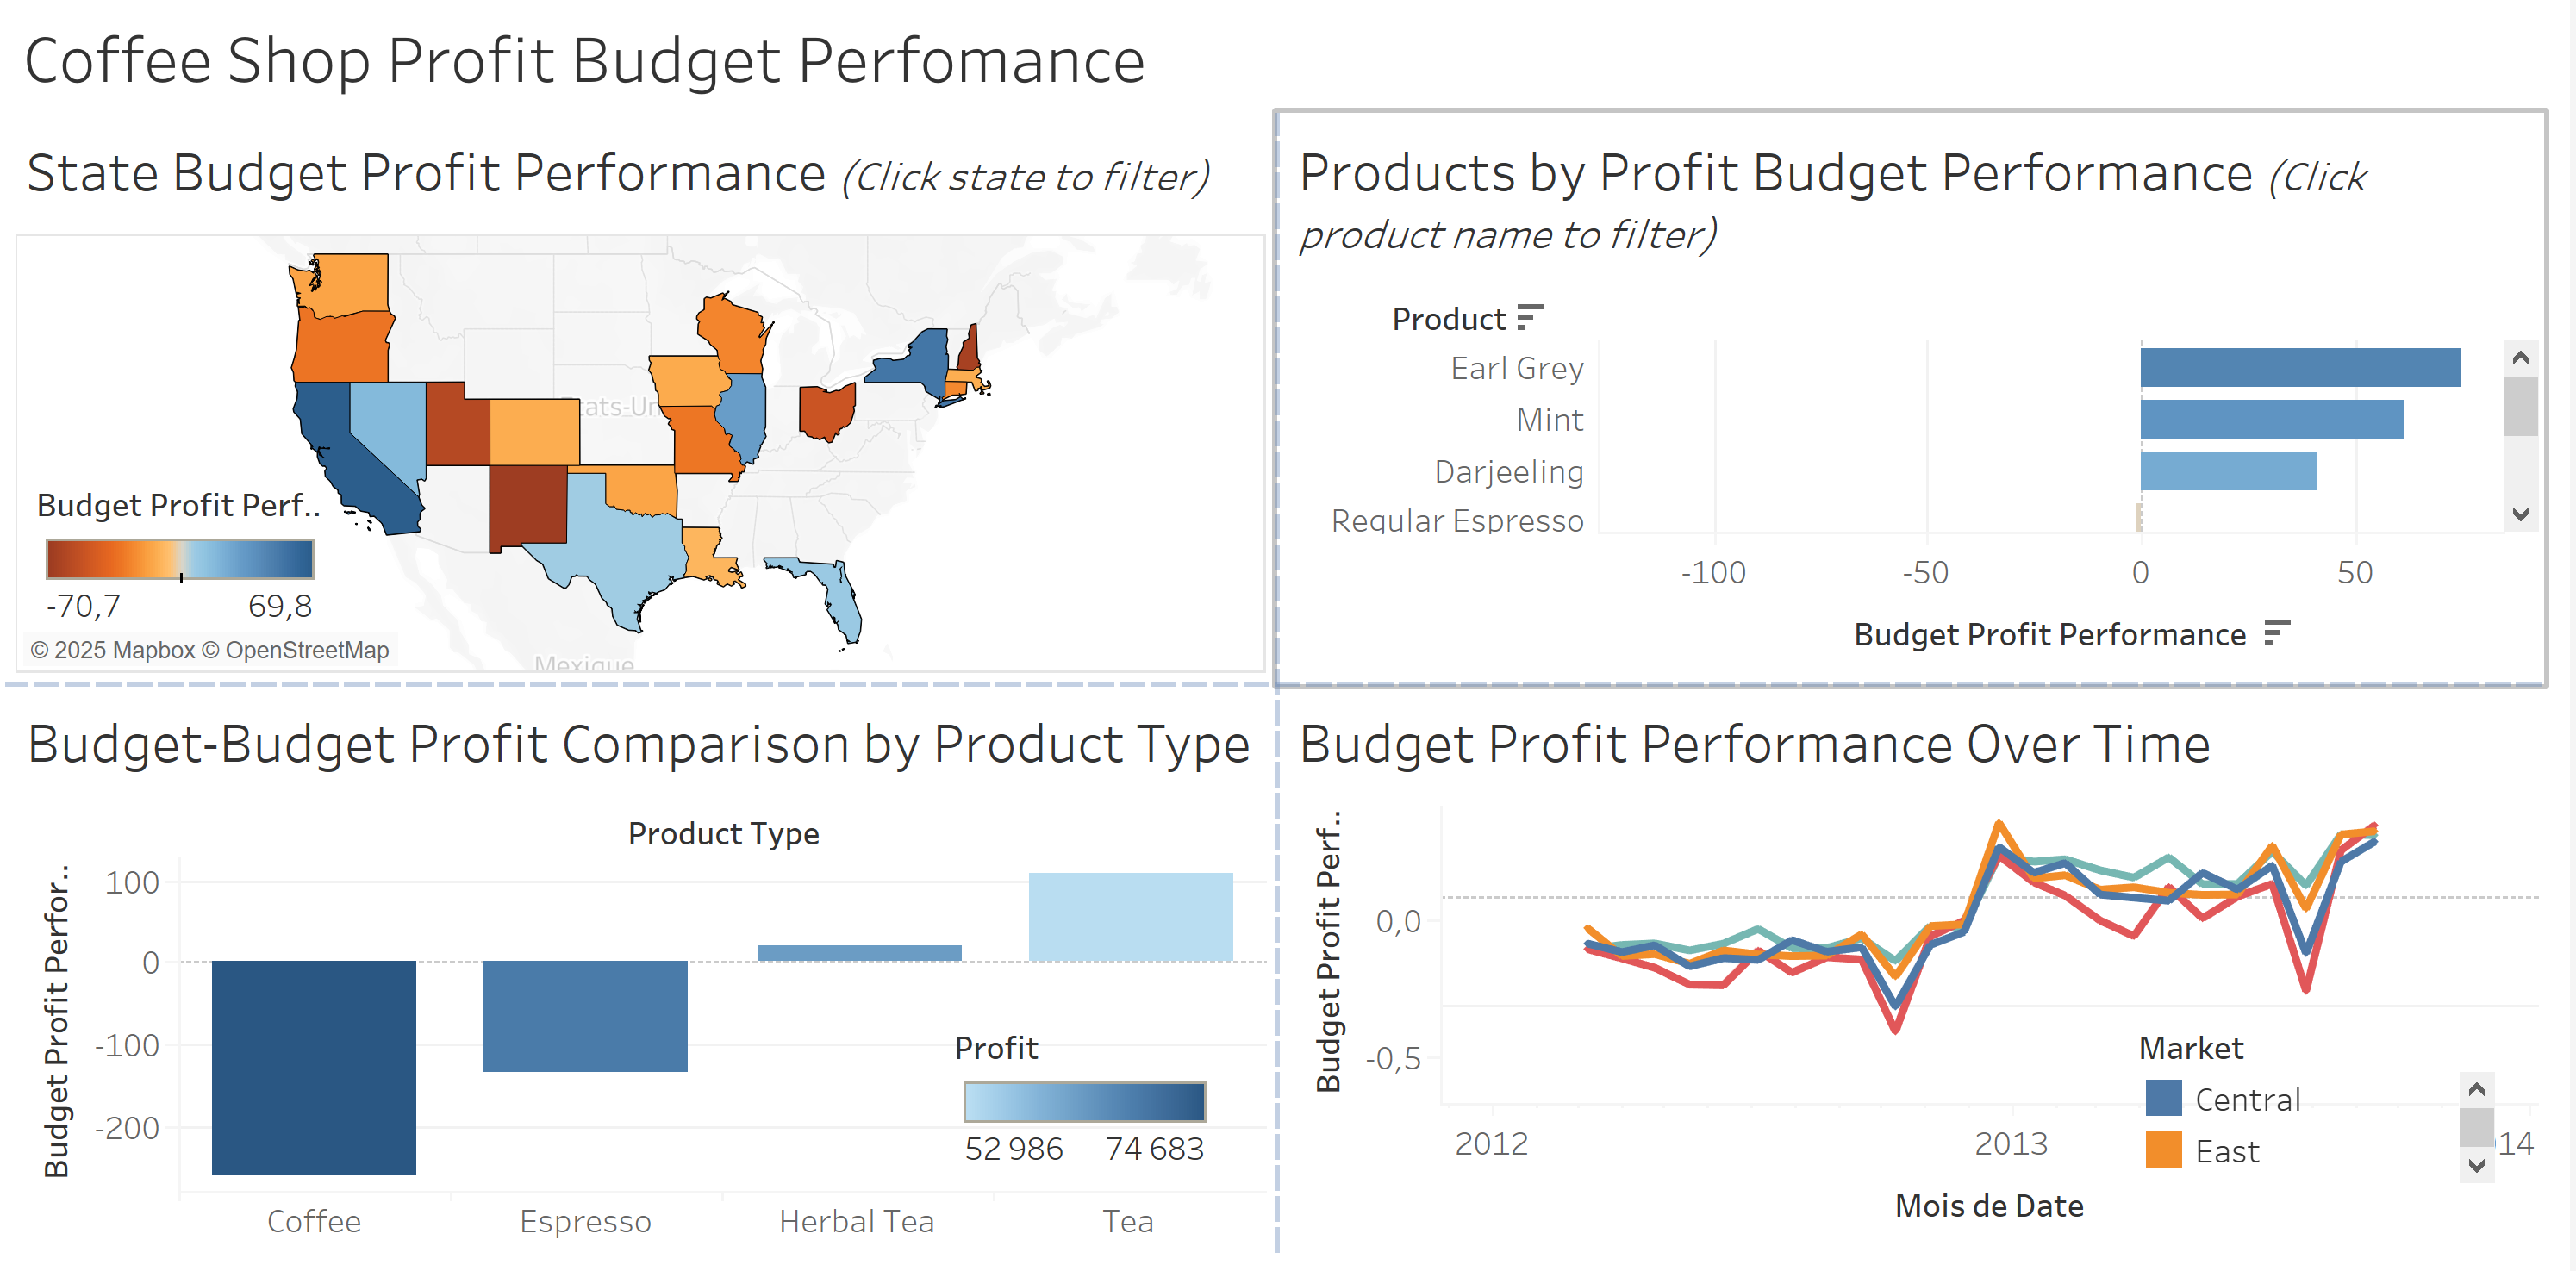 Coffee Shop Profit Budget Perfomance
State Budget Profit Performance (Click state to filter)
États-Un
Budget Profit Perf..
-70,7 69,8
© 2025 Mapbox © OpenStreetMap
Mexique
Products by Profit Budget Performance (Click
product name to filter)
Product
Earl Grey
Mint
Darjeeling
Regular Espresso
-100 -50 0 50
Budget Profit Performance
Budget-Budget Profit Comparison by Product Type
Product Type
Budget Profit Perfor..
100
0
-100
-200
Profit
52 986 74 683
Coffee Espresso Herbal Tea Tea
Budget Profit Performance Over Time
Budget Profit Perf..
0,0
-0,5
Market
Central
East
2012 2013 14
Mois de Date